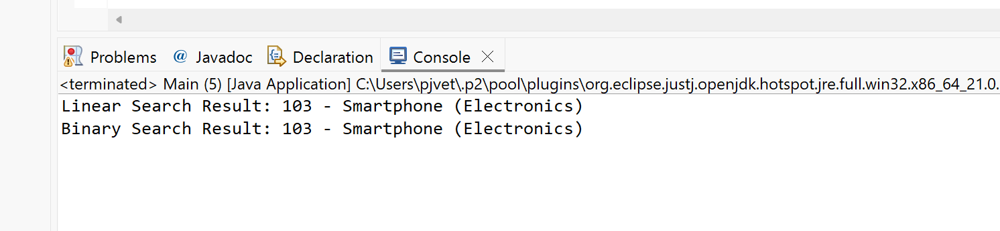 Problems @ Javadoc Declaration Console
<terminated> Main (5) [Java Application] C:\Users\pjvet\.p2\pool\plugins\org.eclipse.justj.openjdk.hotspot.jre.full.win32.x86_64_21.0.
Linear Search Result: 103 - Smartphone (Electronics)
Binary Search Result: 103 - Smartphone (Electronics)